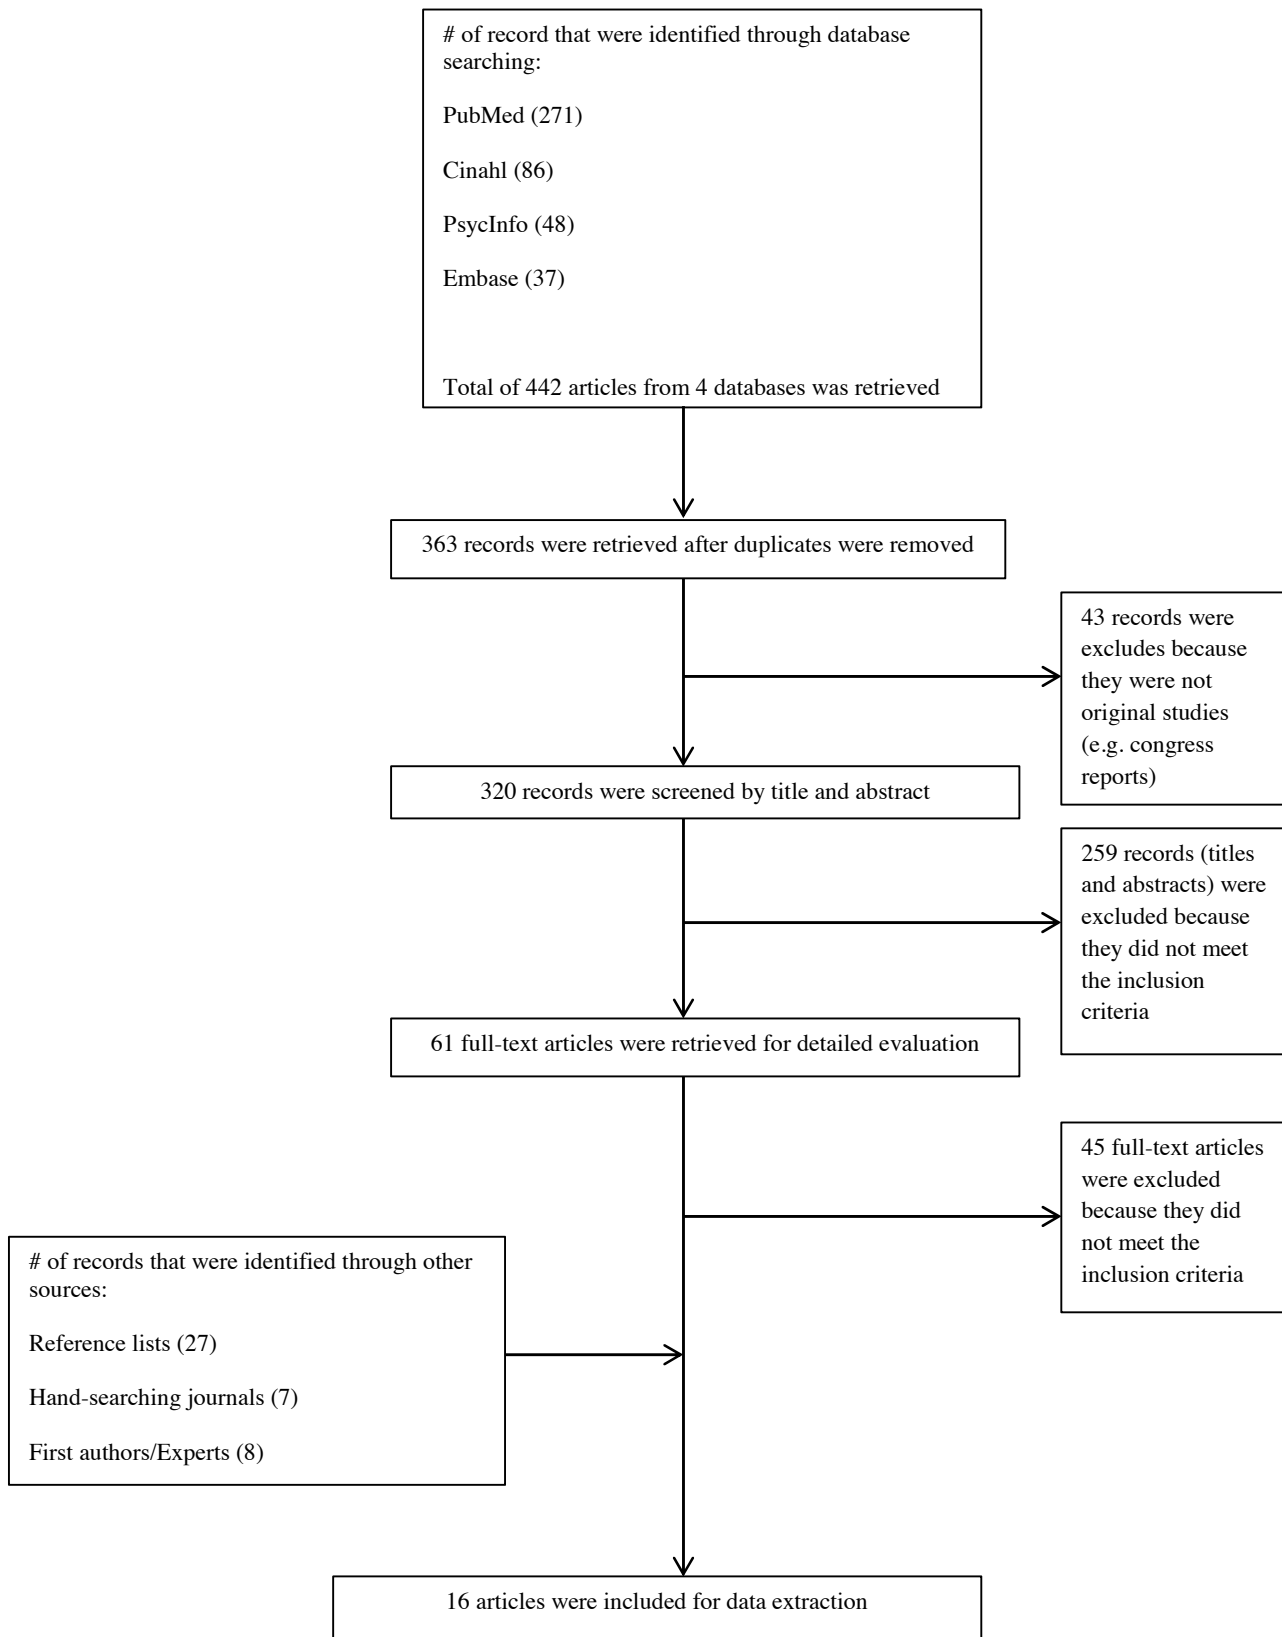 # of record that were identified through database
searching:
PubMed (271)
Cinahl (86)
PsycInfo (48)
Embase (37)
Total of 442 articles from 4 databases was retrieved
363 records were retrieved after duplicates were removed
43 records were
excludes because
they were not
original studies
(e.g. congress
reports)
320 records were screened by title and abstract
259 records (titles
and abstracts) were
excluded because
they did not meet
the inclusion
criteria
61 full-text articles were retrieved for detailed evaluation
45 full-text articles
were excluded
because they did
not meet the
inclusion criteria
# of records that were identified through other
sources:
Reference lists (27)
Hand-searching journals (7)
First authors/Experts (8)
16 articles were included for data extraction